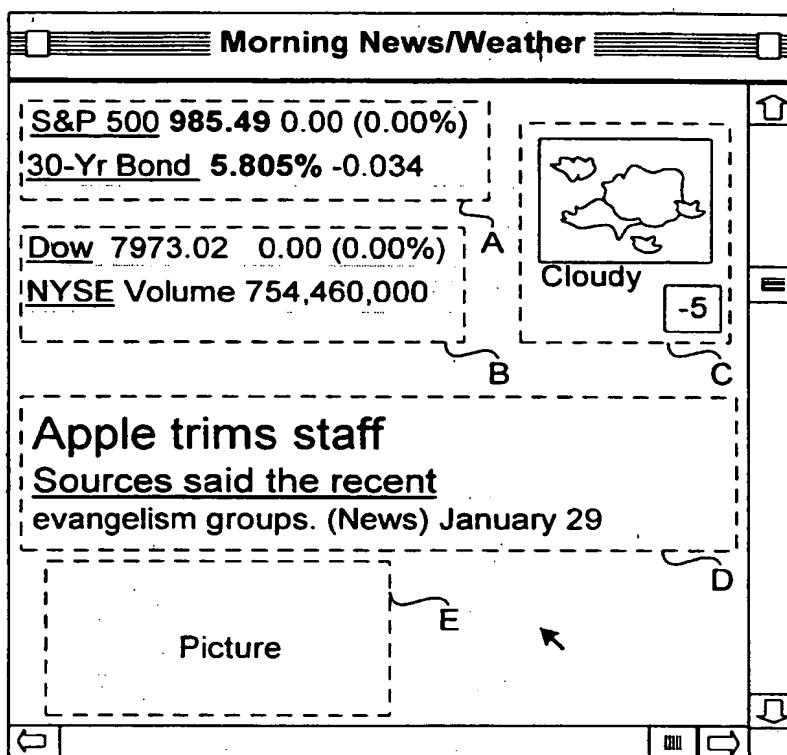 Morning News/Weather
S&P 500 985.49 0.00 (0.00%)
30-Yr Bond 5.805% -0.034
A
Dow 7973.02 0.00 (0.00%)
NYSE Volume 754,460,000
B
Cloudy
-5
C
Apple trims staff
Sources said the recent
evangelism groups. (News) January 29
D
Picture
E